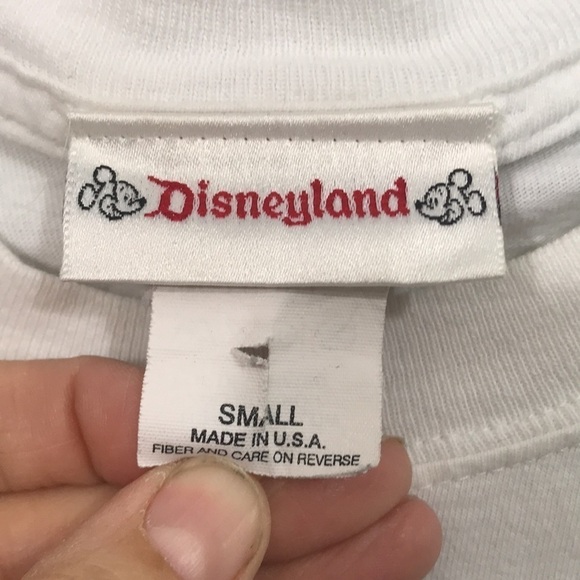 Disneyland
SMALL
MADE IN U.S.A.
FIBER AND CARE ON REVERSE